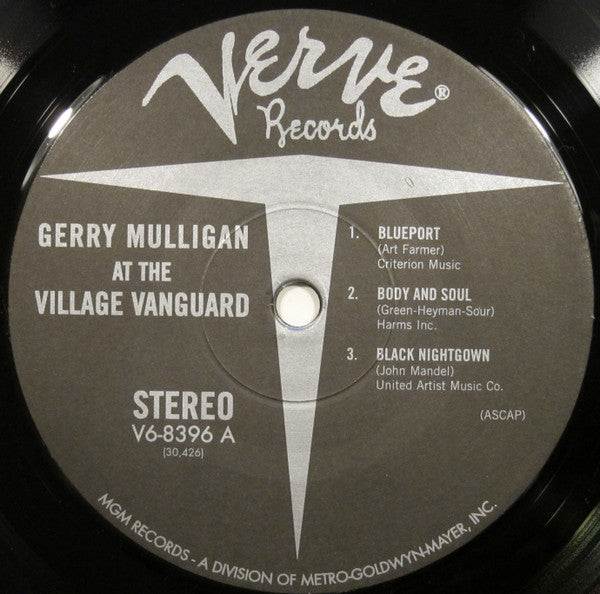 Verve®
Records
GERRY MULLIGAN
AT THE
VILLAGE VANGUARD
STEREO
V6-8396 A
(30,426)
1. BLUEPORT
(Art Farmer)
Criterion Music
2. BODY AND SOUL
(Green-Heyman-Sour)
Harms Inc.
3. BLACK NIGHTGOWN
(John Mandel)
United Artist Music Co.
(ASCAP)
MGM RECORDS - A DIVISION OF METRO-GOLDWYN-MAYER, INC.